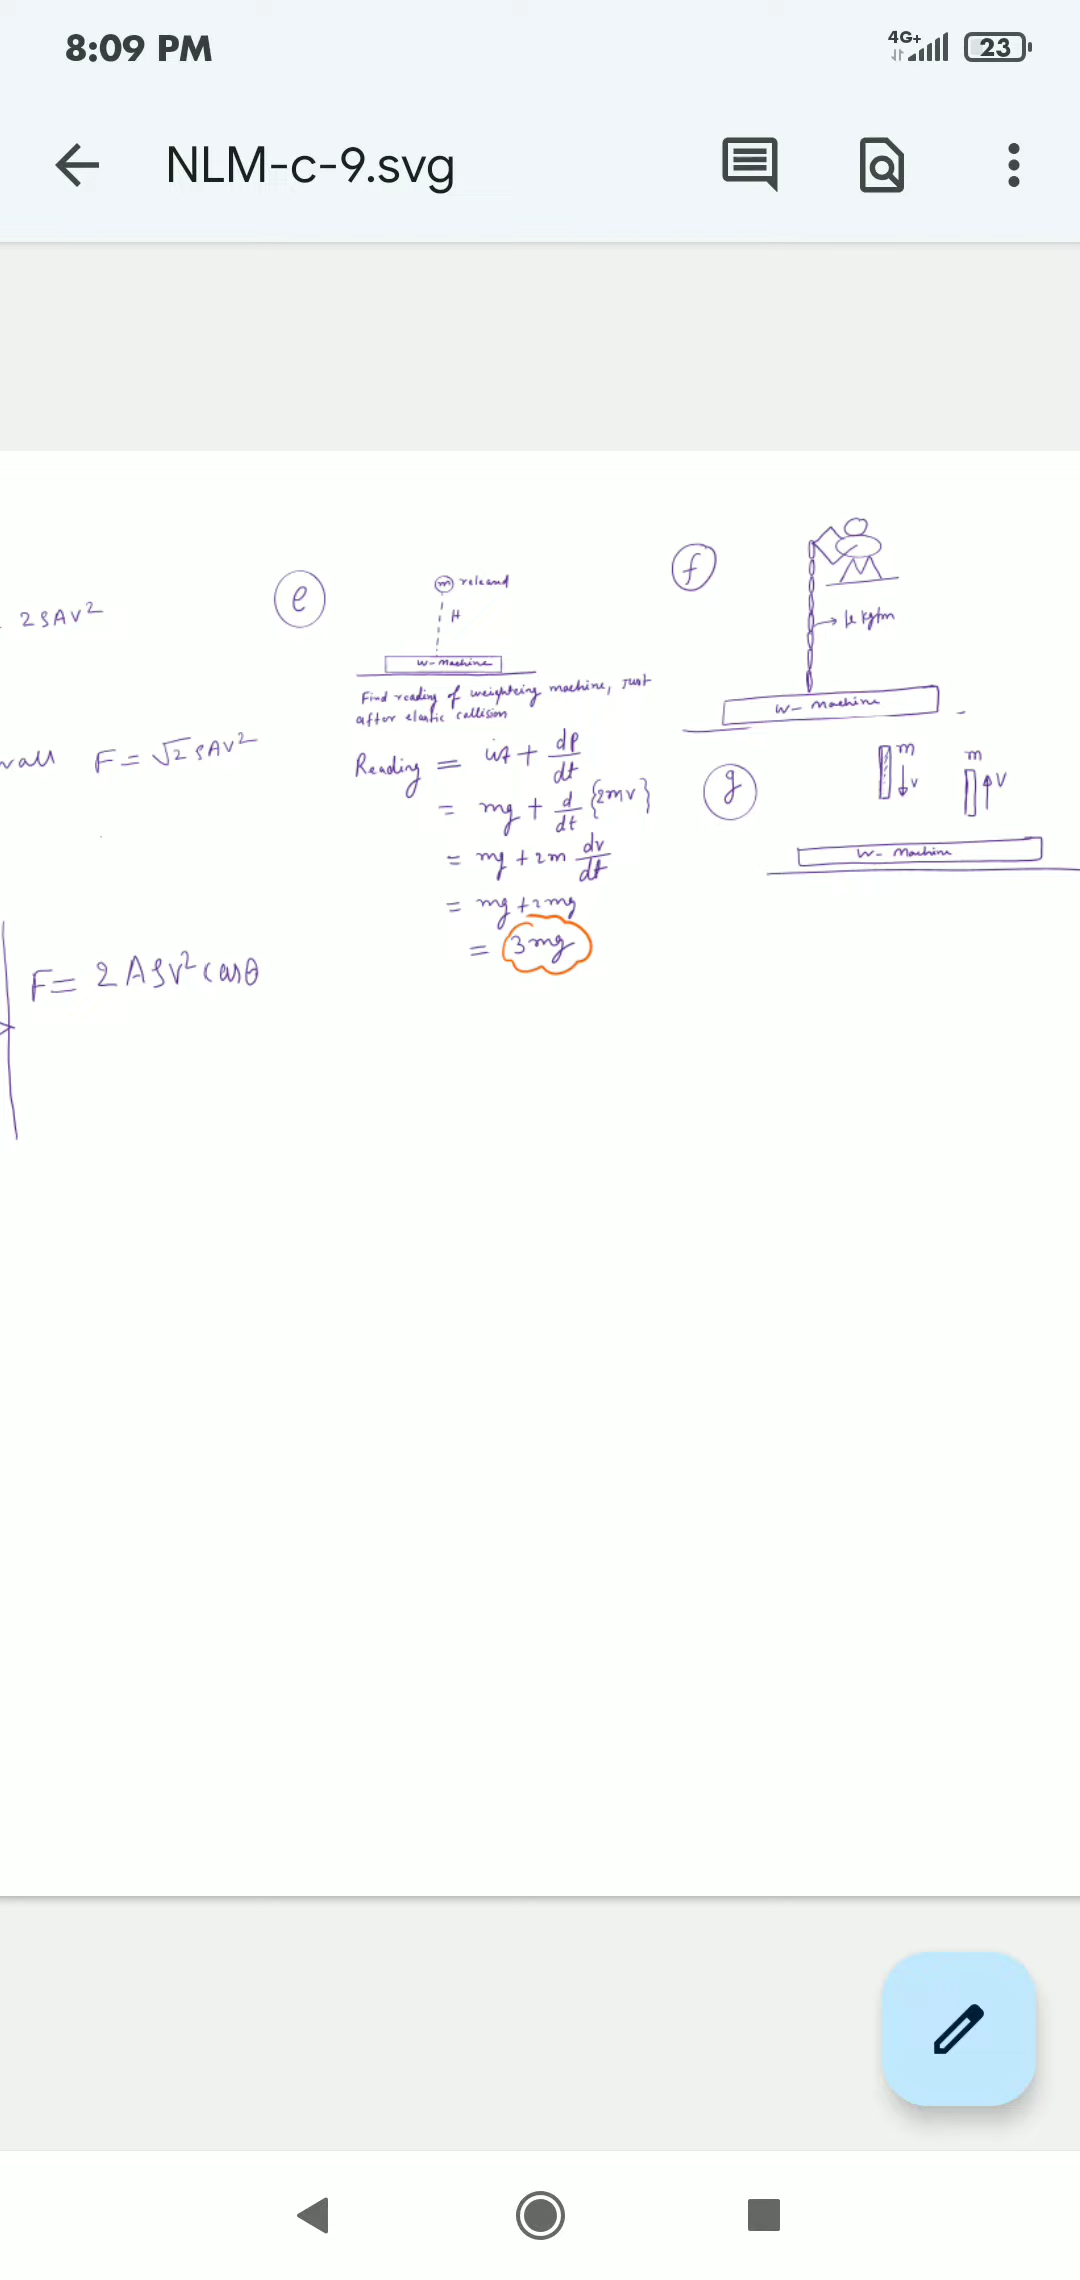 8:09 PM
4G+
23
NLM-c-9.svg
2ρAv²
wall F = √2 ρAv²
F = 2Aρv² cosθ
e
m released
H
W-Machine
Find reading of weighteing machine, Just
after elastic collision
Reading = wt + dp/dt
= mg + d/dt {2mv}
= mg + 2m dv/dt
= mg + 2mg
= 3mg
f
μ kg/m
W- Machine
g
m
v
m
v
W- Machine